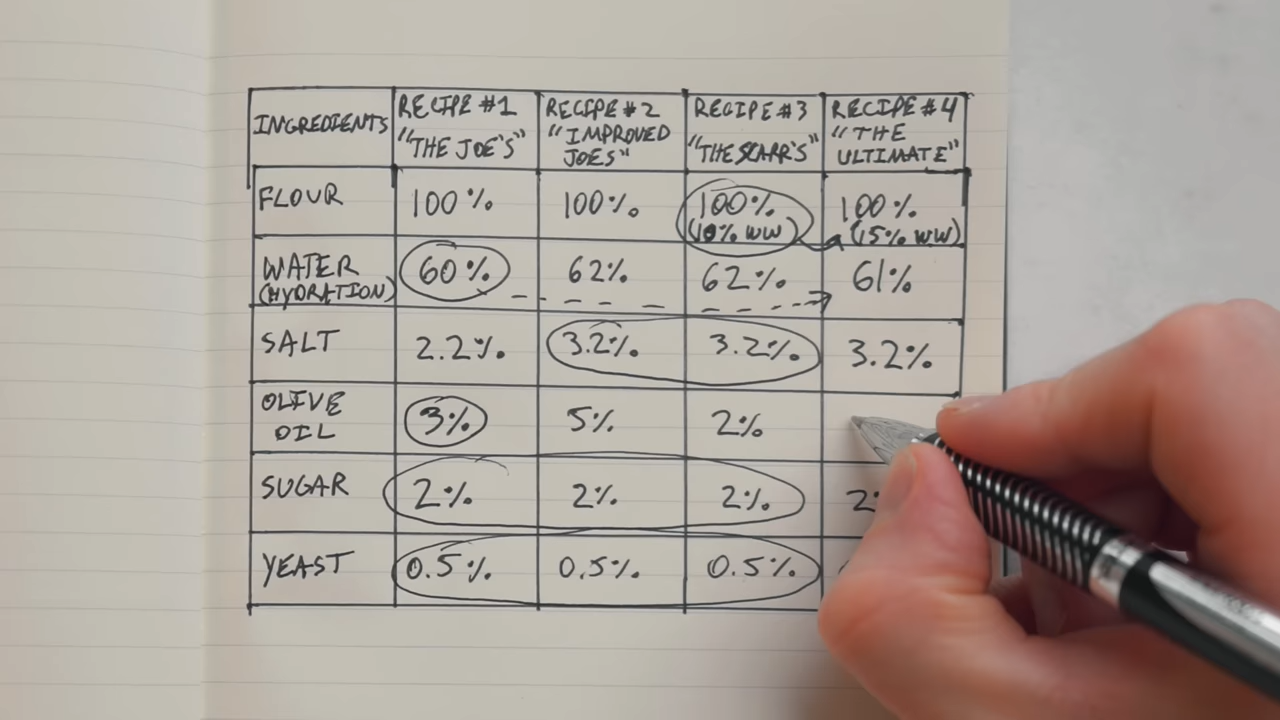 INGREDIENTS RECIPE #1 RECIPE #2 RECIPE #3 RECIPE #4
"THE JOE'S" "IMPROVED JOES" "THE SCARR'S" "THE ULTIMATE"
FLOUR 100% 100% 100% 100%
(10% WW) (15% WW)
WATER 60% 62% 62% 61%
(HYDRATION)
SALT 2.2% 3.2% 3.2% 3.2%
OLIVE OIL 3% 5% 2%
SUGAR 2% 2% 2% 2
YEAST 0.5% 0.5% 0.5%